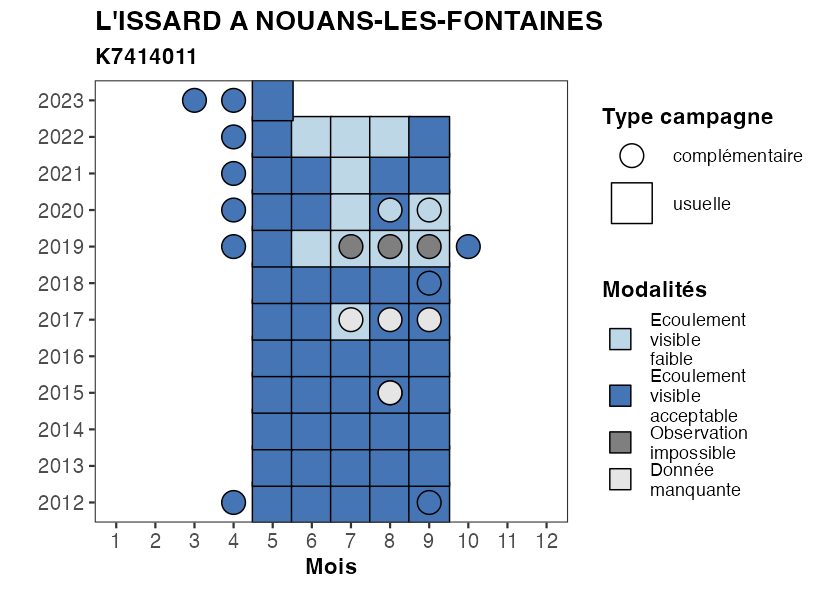 L'ISSARD A NOUANS-LES-FONTAINES
K7414011
2023
2022
2021
2020
2019
2018
2017
2016
2015
2014
2013
2012
1 2 3 4 5 6 7 8 9 10 11 12
Mois
Type campagne
complémentaire
usuelle
Modalités
Ecoulement
visible
faible
Ecoulement
visible
acceptable
Observation
impossible
Donnée
manquante